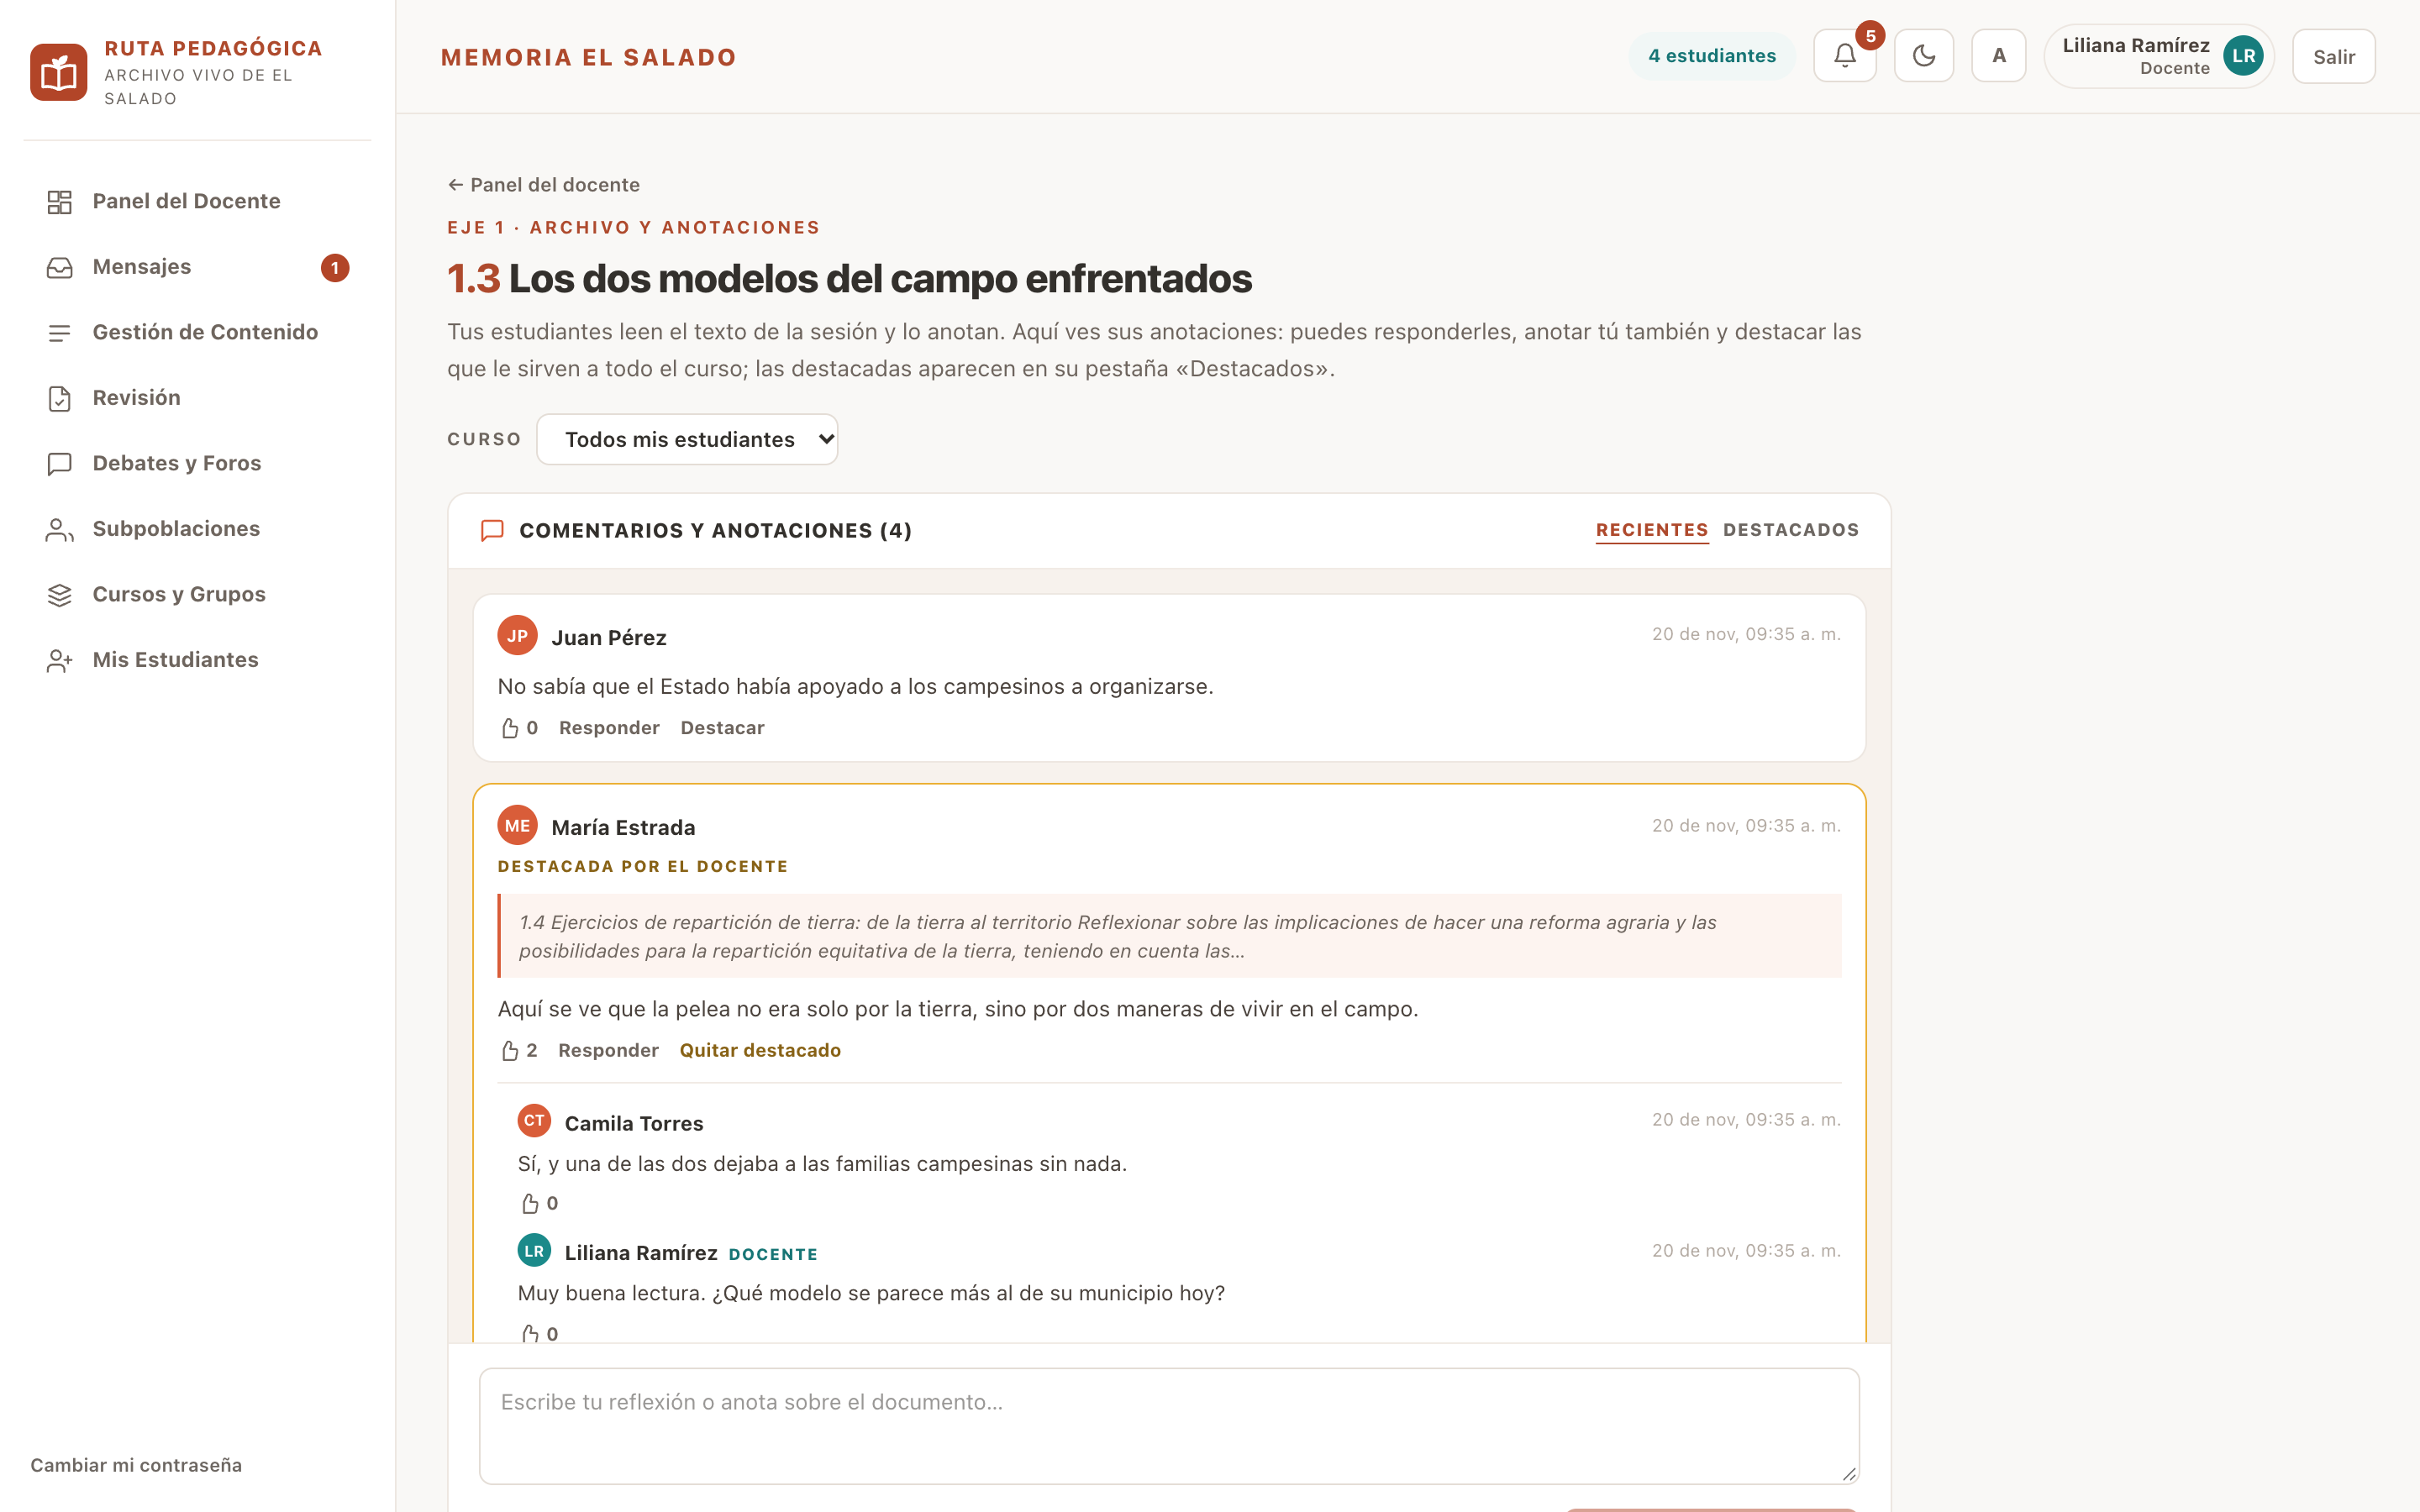 RUTA PEDAGÓGICA
ARCHIVO VIVO DE EL
SALADO
Panel del Docente
Mensajes 1
Gestión de Contenido
Revisión
Debates y Foros
Subpoblaciones
Cursos y Grupos
Mis Estudiantes
Cambiar mi contraseña
MEMORIA EL SALADO
4 estudiantes
5
A
Liliana Ramírez
Docente
LR
Salir
← Panel del docente
EJE 1 · ARCHIVO Y ANOTACIONES
1.3 Los dos modelos del campo enfrentados
Tus estudiantes leen el texto de la sesión y lo anotan. Aquí ves sus anotaciones: puedes responderles, anotar tú también y destacar las
que le sirven a todo el curso; las destacadas aparecen en su pestaña «Destacados».
CURSO Todos mis estudiantes
COMENTARIOS Y ANOTACIONES (4) RECIENTES DESTACADOS
JP Juan Pérez 20 de nov, 09:35 a. m.
No sabía que el Estado había apoyado a los campesinos a organizarse.
0 Responder Destacar
ME María Estrada 20 de nov, 09:35 a. m.
DESTACADA POR EL DOCENTE
1.4 Ejercicios de repartición de tierra: de la tierra al territorio Reflexionar sobre las implicaciones de hacer una reforma agraria y las
posibilidades para la repartición equitativa de la tierra, teniendo en cuenta las...
Aquí se ve que la pelea no era solo por la tierra, sino por dos maneras de vivir en el campo.
2 Responder Quitar destacado
CT Camila Torres 20 de nov, 09:35 a. m.
Sí, y una de las dos dejaba a las familias campesinas sin nada.
0
LR Liliana Ramírez DOCENTE 20 de nov, 09:35 a. m.
Muy buena lectura. ¿Qué modelo se parece más al de su municipio hoy?
0
Escribe tu reflexión o anota sobre el documento...